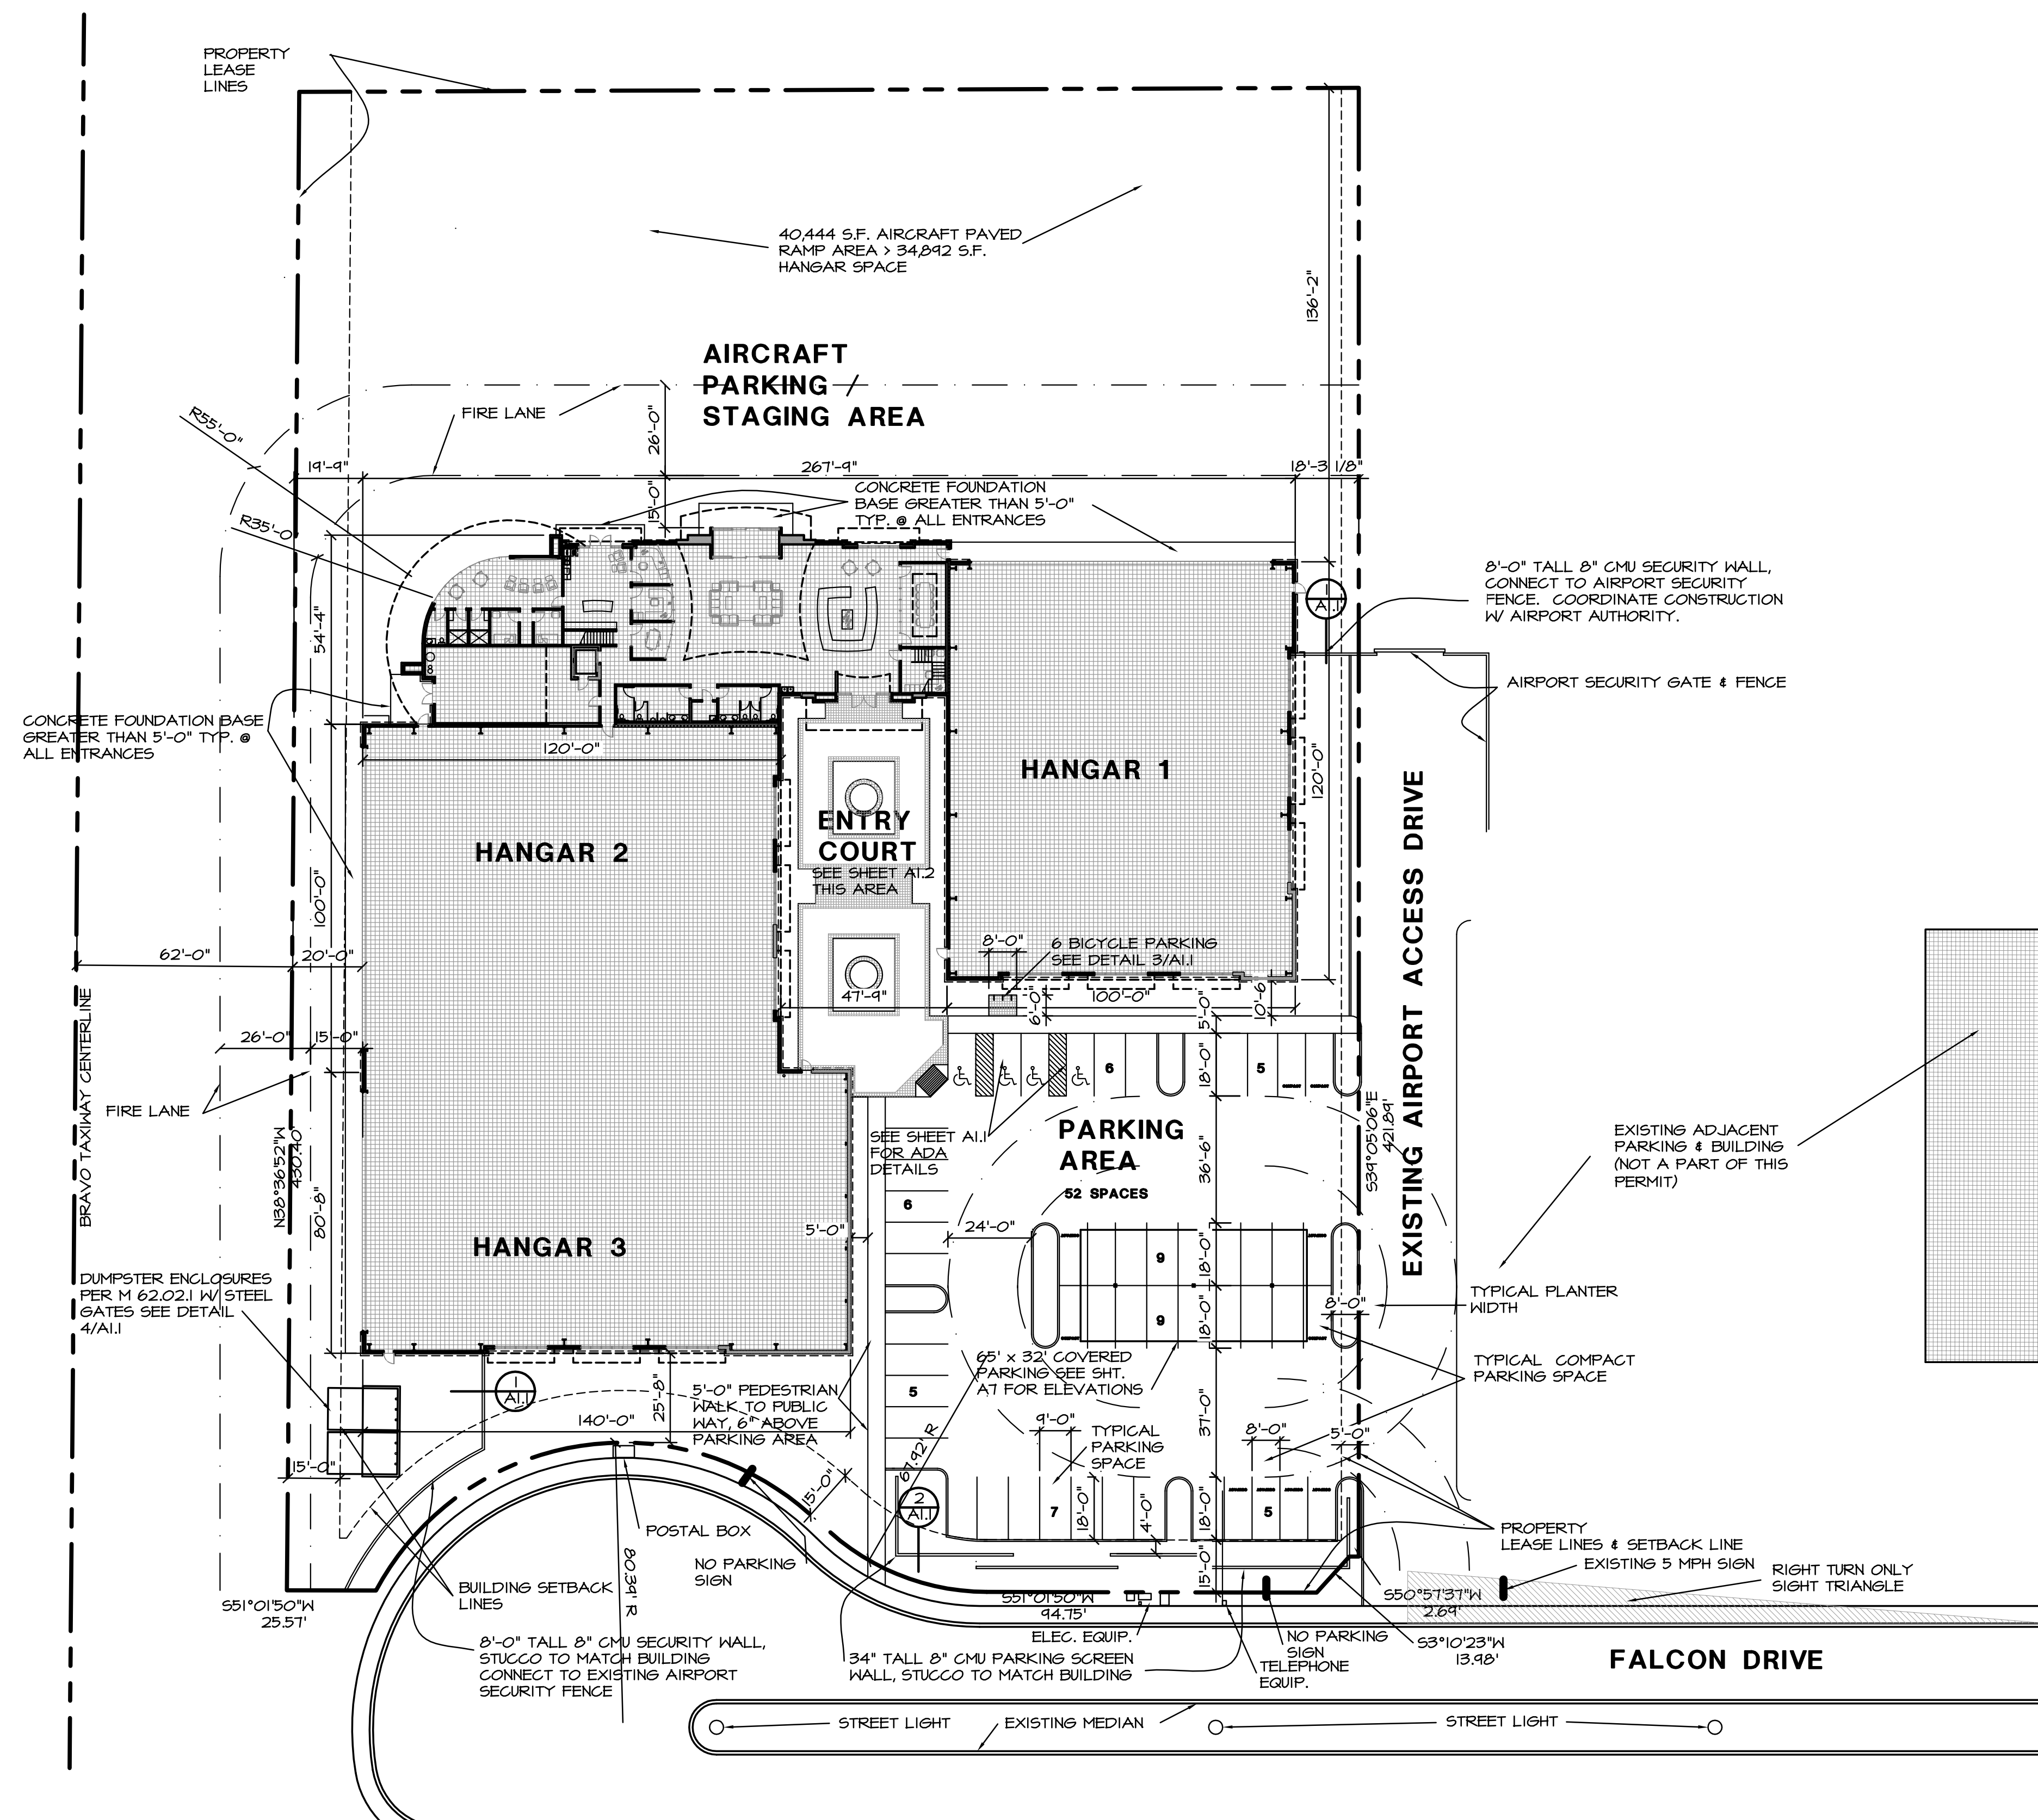 PROPERTY
LEASE
LINES
40,444 S.F. AIRCRAFT PAVED
RAMP AREA > 34,892 S.F.
HANGAR SPACE
136'-2"
AIRCRAFT
PARKING /
STAGING AREA
FIRE LANE
R55'-0"
R35'-0
26'-0"
15'-0"
19'-9"
267'-9"
18'-3 1/8"
CONCRETE FOUNDATION
BASE GREATER THAN 5'-0"
TYP. @ ALL ENTRANCES
8'-0" TALL 8" CMU SECURITY WALL,
CONNECT TO AIRPORT SECURITY
FENCE. COORDINATE CONSTRUCTION
W/ AIRPORT AUTHORITY.
1
A1.1
54'-4"
AIRPORT SECURITY GATE & FENCE
CONCRETE FOUNDATION BASE
GREATER THAN 5'-0" TYP. @
ALL ENTRANCES
120'-0"
HANGAR 1
120'-0"
HANGAR 2
ENTRY
COURT
SEE SHEET A1.2
THIS AREA
100'-0"
62'-0"
20'-0"
8'-0"
6 BICYCLE PARKING
SEE DETAIL 3/A1.1
47'-9"
6'-0"
100'-0"
5'-0"
10'-6
EXISTING AIRPORT ACCESS DRIVE
BRAVO TAXIWAY CENTERLINE
26'-0"
15'-0"
FIRE LANE
6
5
18'-0"
N38°36'52"W
430.40'
80'-8"
SEE SHEET A1.1
FOR ADA
DETAILS
PARKING
AREA
52 SPACES
36'-6"
S39°05'06"E
421.89'
EXISTING ADJACENT
PARKING & BUILDING
(NOT A PART OF THIS
PERMIT)
6
5'-0"
24'-0"
HANGAR 3
9
18'-0"
9
18'-0"
8'-0"
TYPICAL PLANTER
WIDTH
DUMPSTER ENCLOSURES
PER M 62.02.1 W/ STEEL
GATES SEE DETAIL
4/A1.1
65' x 32' COVERED
PARKING SEE SHT.
A7 FOR ELEVATIONS
TYPICAL COMPACT
PARKING SPACE
1
A1.1
25'-8"
5
5'-0" PEDESTRIAN
WALK TO PUBLIC
WAY, 6" ABOVE
PARKING AREA
140'-0"
67.92' R
9'-0"
TYPICAL
PARKING
SPACE
37'-0"
8'-0"
5'-0"
15'-0"
15'-0"
2
A1.1
7
18'-0"
4'-0"
18'-0"
5
POSTAL BOX
NO PARKING
SIGN
80.39' R
15'-0"
PROPERTY
LEASE LINES & SETBACK LINE
EXISTING 5 MPH SIGN
RIGHT TURN ONLY
SIGHT TRIANGLE
BUILDING SETBACK
LINES
S51°01'50"W
25.57'
S51°01'50"W
94.75'
S50°57'37"W
2.69'
ELEC. EQUIP.
NO PARKING
SIGN
TELEPHONE
EQUIP.
S3°10'23"W
13.98'
8'-0" TALL 8" CMU SECURITY WALL,
STUCCO TO MATCH BUILDING
CONNECT TO EXISTING AIRPORT
SECURITY FENCE
34" TALL 8" CMU PARKING SCREEN
WALL, STUCCO TO MATCH BUILDING
FALCON DRIVE
STREET LIGHT
EXISTING MEDIAN
STREET LIGHT